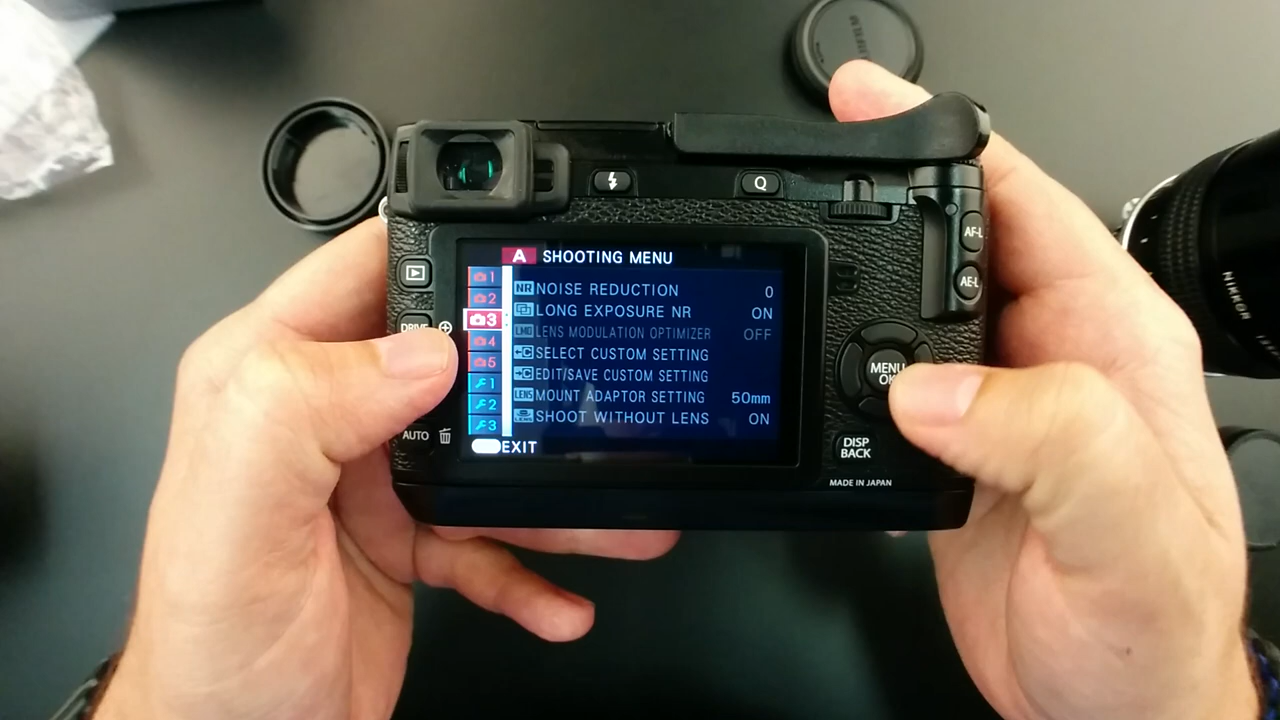 FUJIFILM
Q
AF-L
AE-L
NIKKOR
DRIVE
AUTO
MENU
OK
DISP
BACK
MADE IN JAPAN
A SHOOTING MENU
1
2
3
4
5
1
2
3
NR NOISE REDUCTION 0
LONG EXPOSURE NR ON
LMO LENS MODULATION OPTIMIZER OFF
C SELECT CUSTOM SETTING
C EDIT/SAVE CUSTOM SETTING
LENS MOUNT ADAPTOR SETTING 50mm
SHOOT WITHOUT LENS ON
EXIT